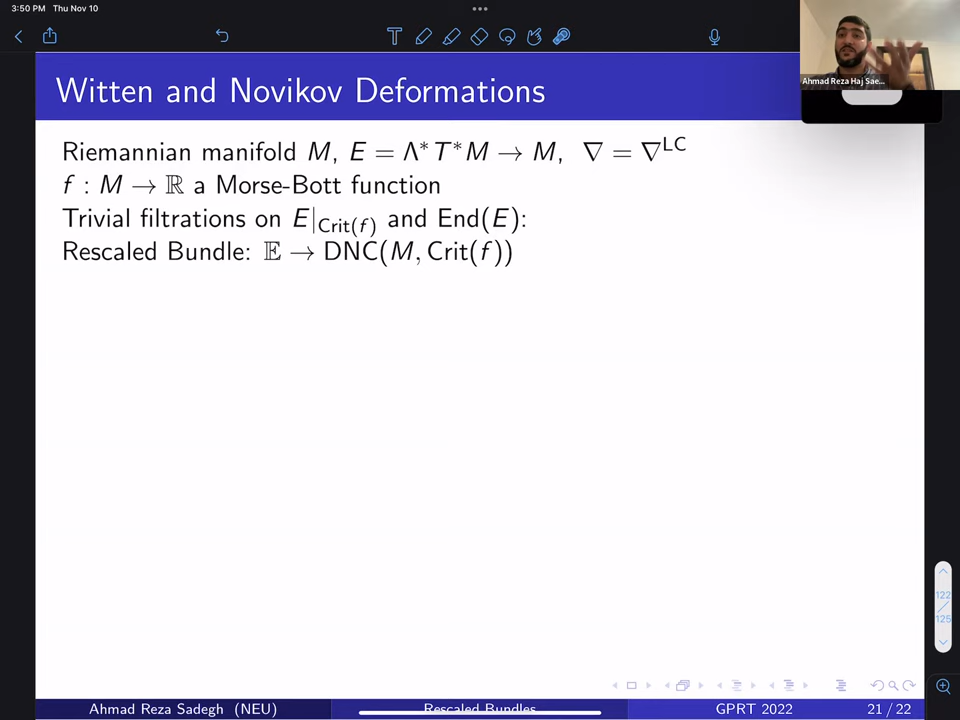 3:50 PM Thu Nov 10
Ahmad Reza Haj Sae...
Witten and Novikov Deformations
Riemannian manifold M, E = Λ*T*M → M, ∇ = ∇^LC
f : M → ℝ a Morse-Bott function
Trivial filtrations on E|_Crit(f) and End(E):
Rescaled Bundle: 𝔼 → DNC(M, Crit(f))
122
125
Ahmad Reza Sadegh (NEU)
Rescaled Bundles
GPRT 2022
21 / 22